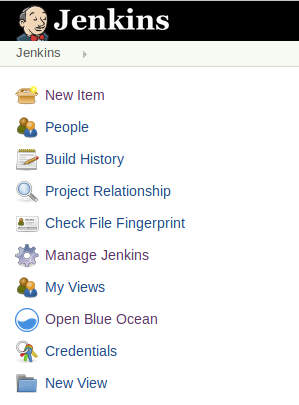 Jenkins
Jenkins
New Item
People
Build History
Project Relationship
Check File Fingerprint
Manage Jenkins
My Views
Open Blue Ocean
Credentials
New View